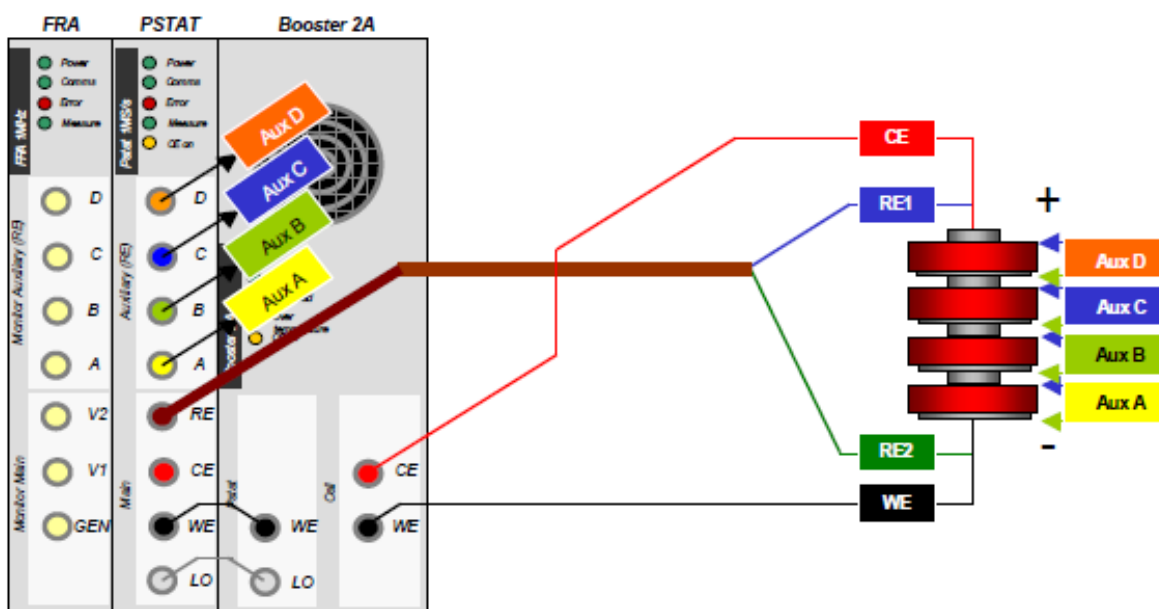 FRA PSTAT Booster 2A
Power
Comms
Error
Measure
FRA 1MHz
Power
Comms
Error
Measure
CE on
Pstat 1MS/s
Aux D
Aux C
Aux B
Aux A
D
C
B
A
Monitor Auxiliary (RE)
D
C
B
A
Auxiliary (RE)
V2
V1
GEN
Monitor Main
RE
CE
WE
LO
Main
WE
LO
Pstat
CE
WE
Cell
CE
RE1
RE2
WE
+
Aux D
Aux C
Aux B
Aux A
-